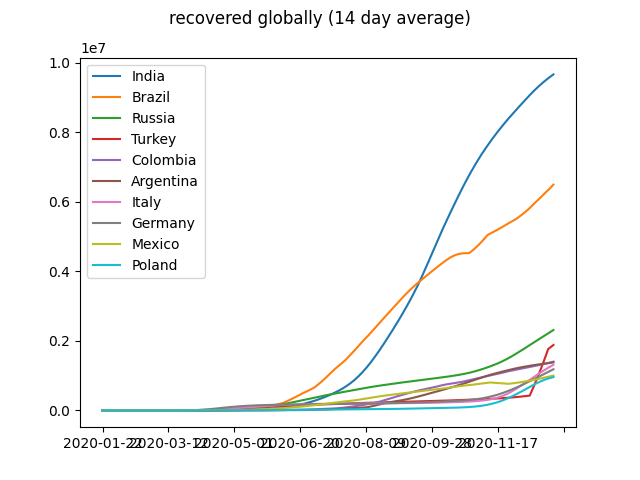 recovered globally (14 day average)
1e7
1.0
0.8
0.6
0.4
0.2
0.0
India
Brazil
Russia
Turkey
Colombia
Argentina
Italy
Germany
Mexico
Poland
2020-01-22 2020-03-12 2020-05-01 2020-06-20 2020-08-09 2020-09-28 2020-11-17